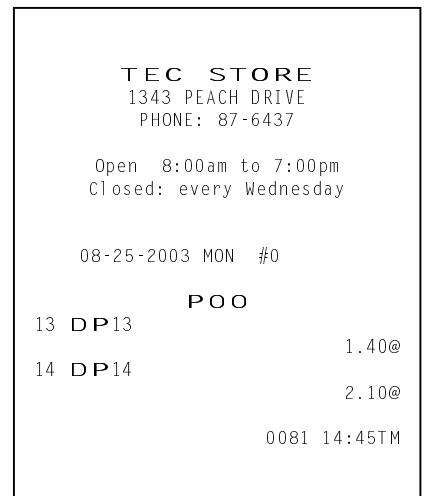 TEC STORE
1343 PEACH DRIVE
PHONE: 87-6437
Open 8:00am to 7:00pm
Closed: every Wednesday
08-25-2003 MON #0
POO
13 DP13
1.40@
14 DP14
2.10@
0081 14:45TM